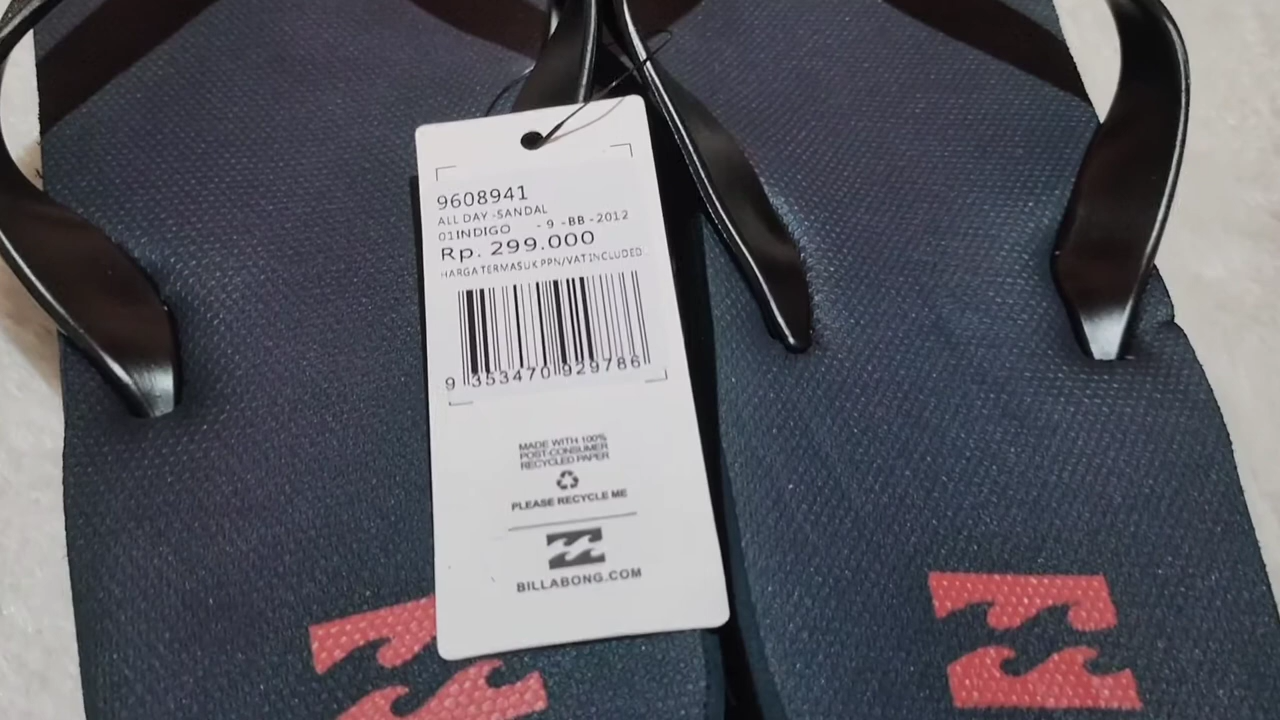 9608941
ALL DAY -SANDAL
01INDIGO - 9 -BB -2012
Rp. 299.000
HARGA TERMASUK PPN/VAT INCLUDED
9 353470 929786
MADE WITH 100%
POST-CONSUMER
RECYCLED PAPER
PLEASE RECYCLE ME
BILLABONG.COM